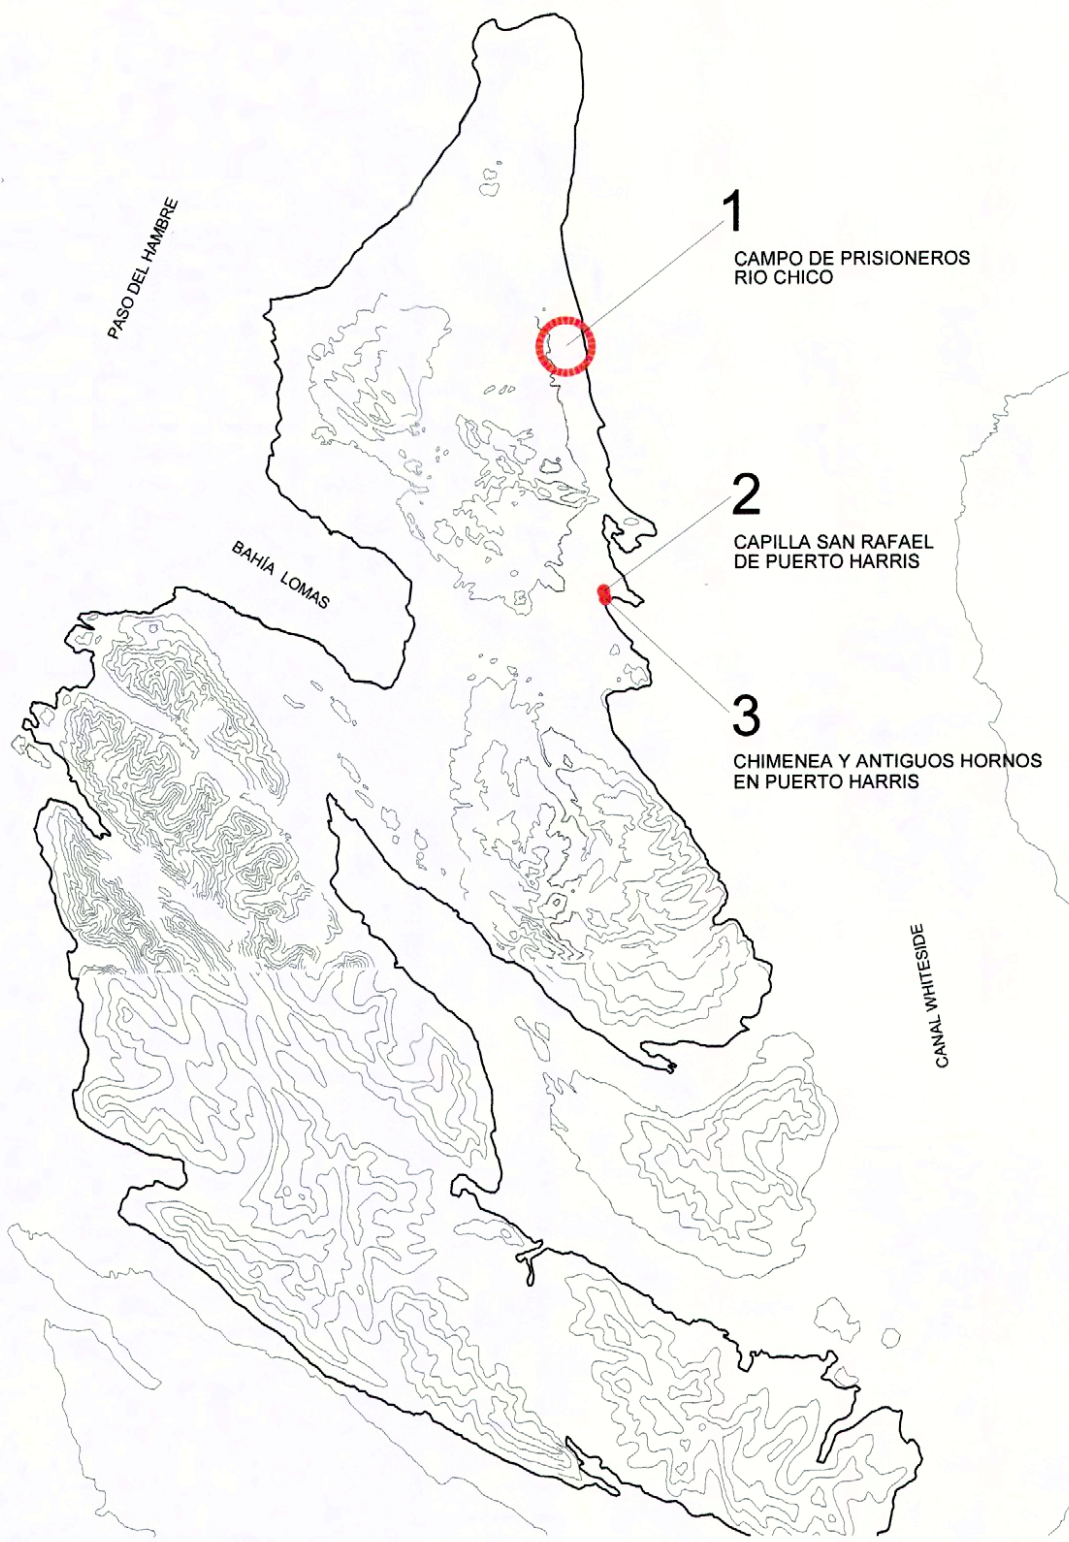 1
CAMPO DE PRISIONEROS
RIO CHICO
PASO DEL HAMBRE
2
CAPILLA SAN RAFAEL
DE PUERTO HARRIS
BAHÍA LOMAS
3
CHIMENEA Y ANTIGUOS HORNOS
EN PUERTO HARRIS
CANAL WHITESIDE